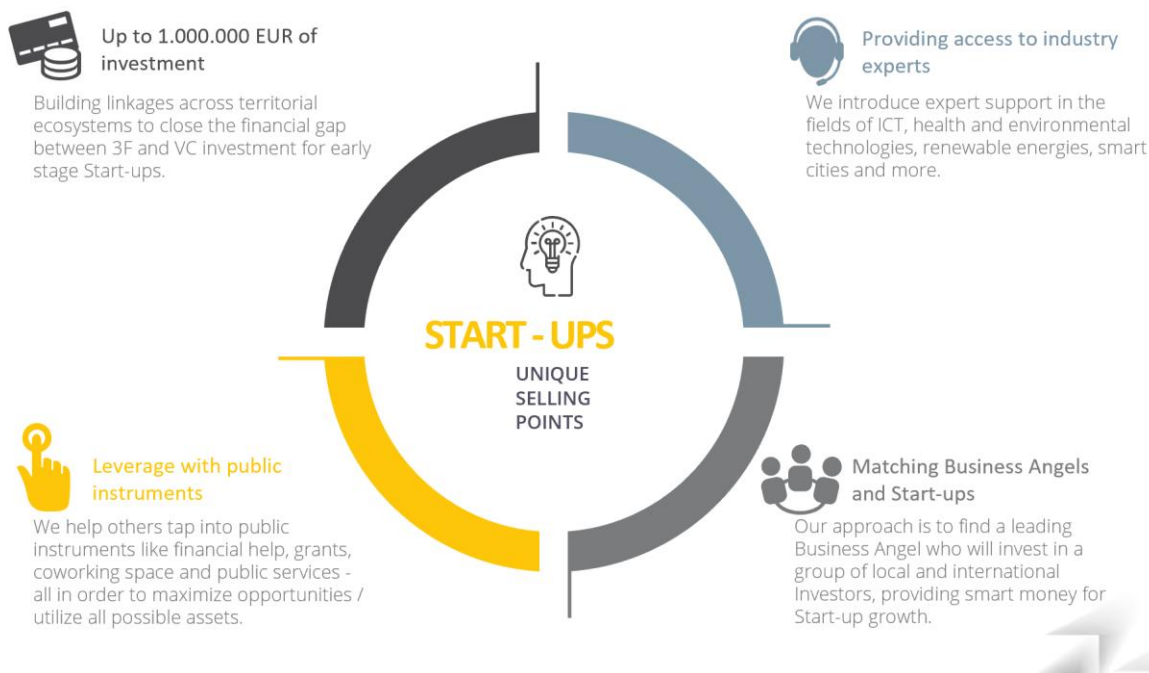 Up to 1.000.000 EUR of
investment
Building linkages across territorial
ecosystems to close the financial gap
between 3F and VC investment for early
stage Start-ups.
Providing access to industry
experts
We introduce expert support in the
fields of ICT, health and environmental
technologies, renewable energies, smart
cities and more.
START - UPS
UNIQUE
SELLING
POINTS
Leverage with public
instruments
We help others tap into public
instruments like financial help, grants,
coworking space and public services -
all in order to maximize opportunities /
utilize all possible assets.
Matching Business Angels
and Start-ups
Our approach is to find a leading
Business Angel who will invest in a
group of local and international
Investors, providing smart money for
Start-up growth.